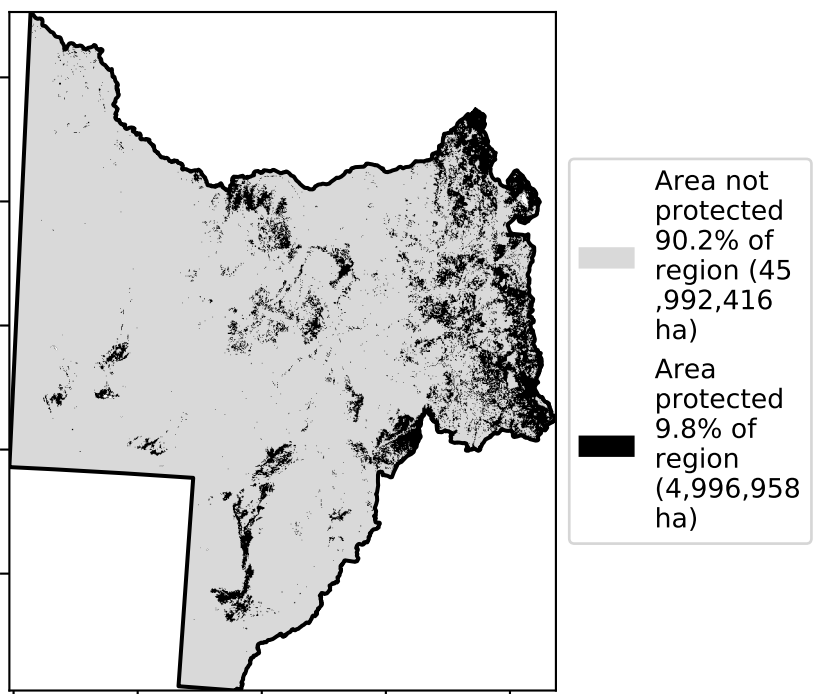 Area not
protected
90.2% of
region (45
,992,416
ha)
Area
protected
9.8% of
region
(4,996,958
ha)